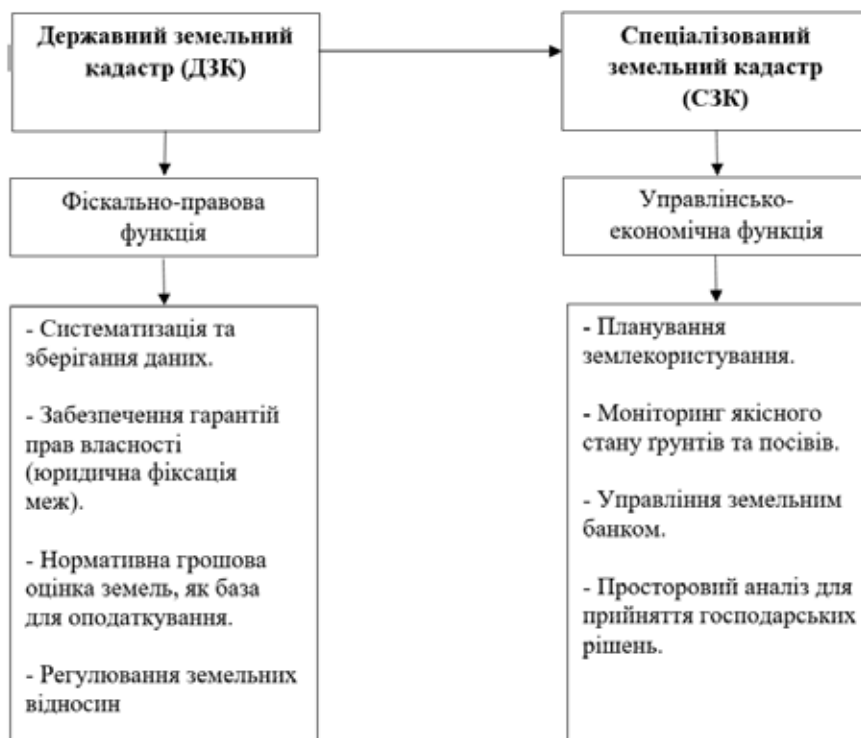 Державний земельний
кадастр (ДЗК)
Спеціалізований
земельний кадастр
(СЗК)
Фіскально-правова
функція
Управлінсько-
економічна функція
- Систематизація та
зберігання даних.
- Забезпечення гарантій
прав власності
(юридична фіксація
меж).
- Нормативна грошова
оцінка земель, як база
для оподаткування.
- Регулювання земельних
відносин
- Планування
землекористування.
- Моніторинг якісного
стану ґрунтів та посівів.
- Управління земельним
банком.
- Просторовий аналіз для
прийняття господарських
рішень.